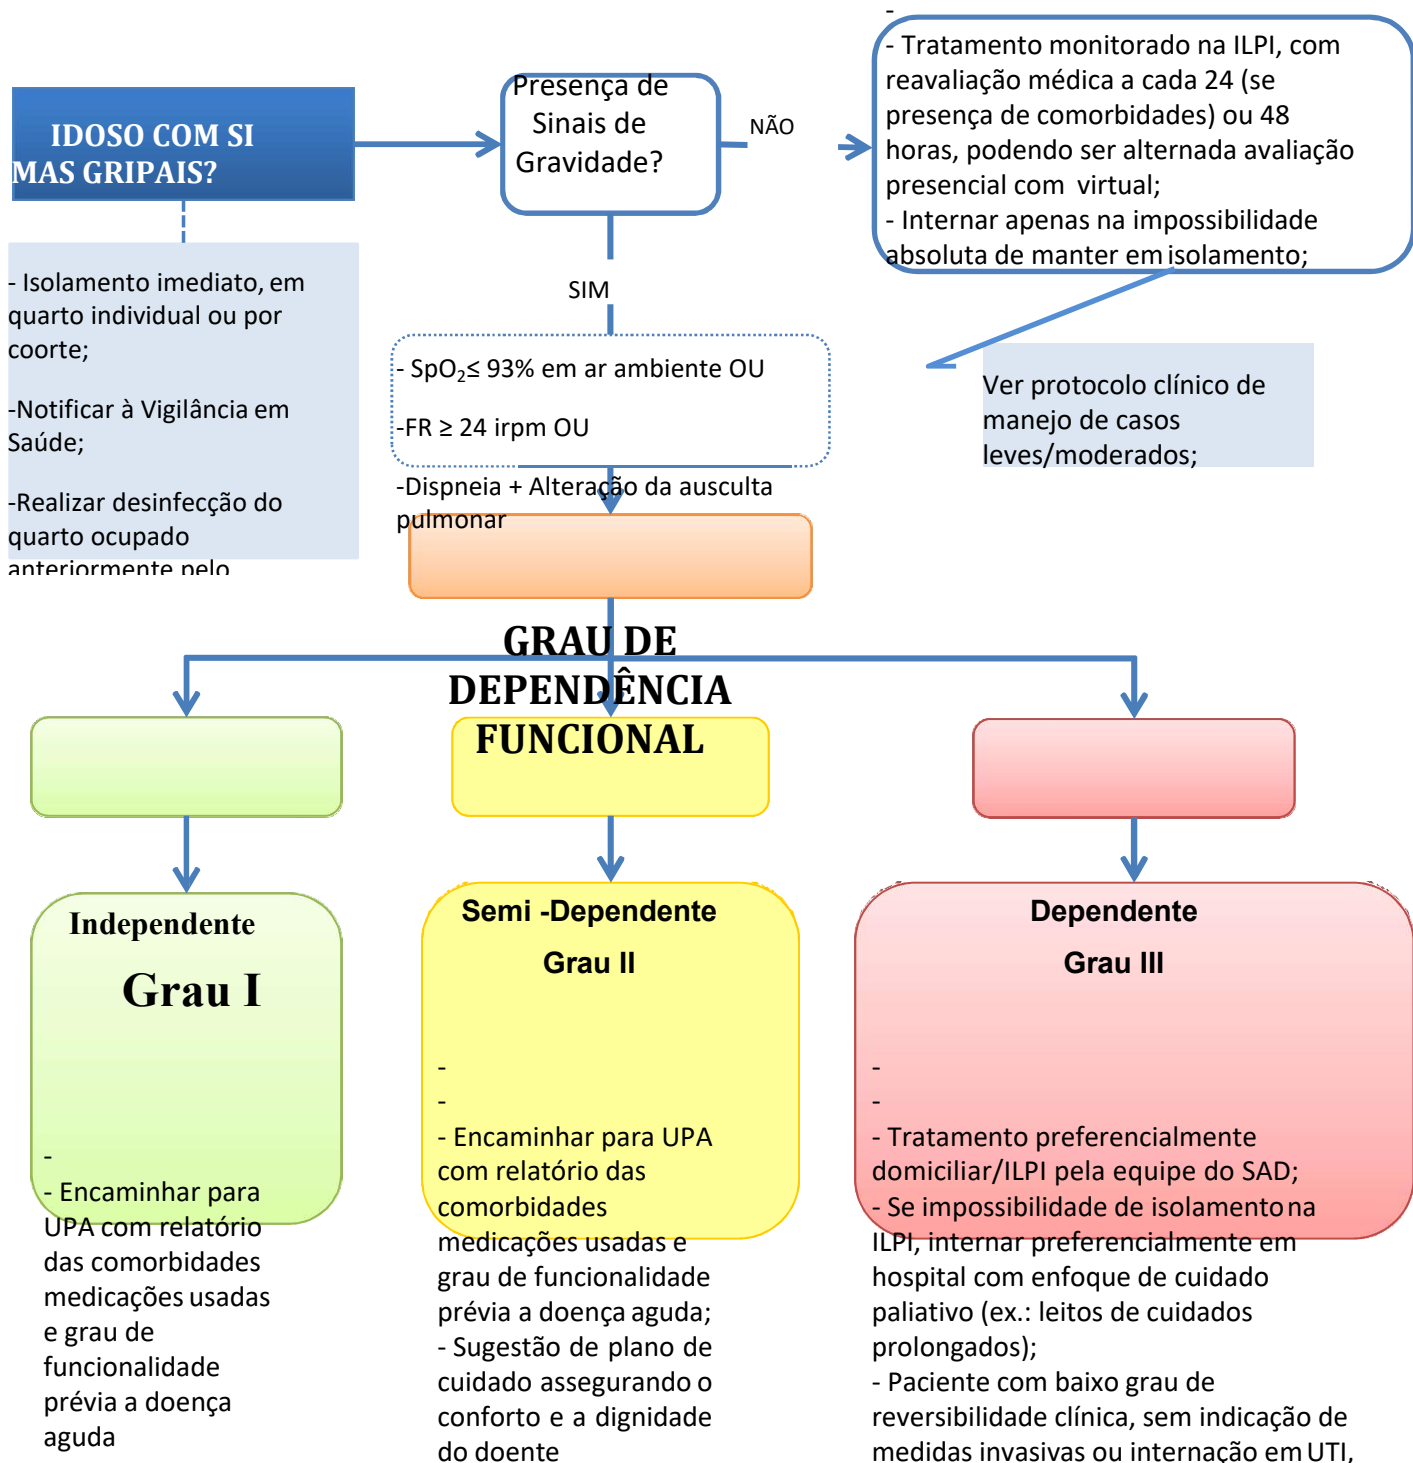 IDOSO COM SI
MAS GRIPAIS?
- Isolamento imediato, em
quarto individual ou por
coorte;
-Notificar à Vigilância em
Saúde;
-Realizar desinfecção do
quarto ocupado
anteriormente pelo
Presença de
Sinais de
Gravidade?
NÃO
-
- Tratamento monitorado na ILPI, com
reavaliação médica a cada 24 (se
presença de comorbidades) ou 48
horas, podendo ser alternada avaliação
presencial com virtual;
- Internar apenas na impossibilidade
absoluta de manter em isolamento;
Ver protocolo clínico de
manejo de casos
leves/moderados;
SIM
- SpO₂≤ 93% em ar ambiente OU
-FR ≥ 24 irpm OU
-Dispneia + Alteração da ausculta
pulmonar
GRAU DE
DEPENDÊNCIA
FUNCIONAL
Independente
Grau I
-
- Encaminhar para
UPA com relatório
das comorbidades
medicações usadas
e grau de
funcionalidade
prévia a doença
aguda
Semi -Dependente
Grau II
-
-
- Encaminhar para UPA
com relatório das
comorbidades
medicações usadas e
grau de funcionalidade
prévia a doença aguda;
- Sugestão de plano de
cuidado assegurando o
conforto e a dignidade
do doente
Dependente
Grau III
-
-
- Tratamento preferencialmente
domiciliar/ILPI pela equipe do SAD;
- Se impossibilidade de isolamento na
ILPI, internar preferencialmente em
hospital com enfoque de cuidado
paliativo (ex.: leitos de cuidados
prolongados);
- Paciente com baixo grau de
reversibilidade clínica, sem indicação de
medidas invasivas ou internação em UTI,